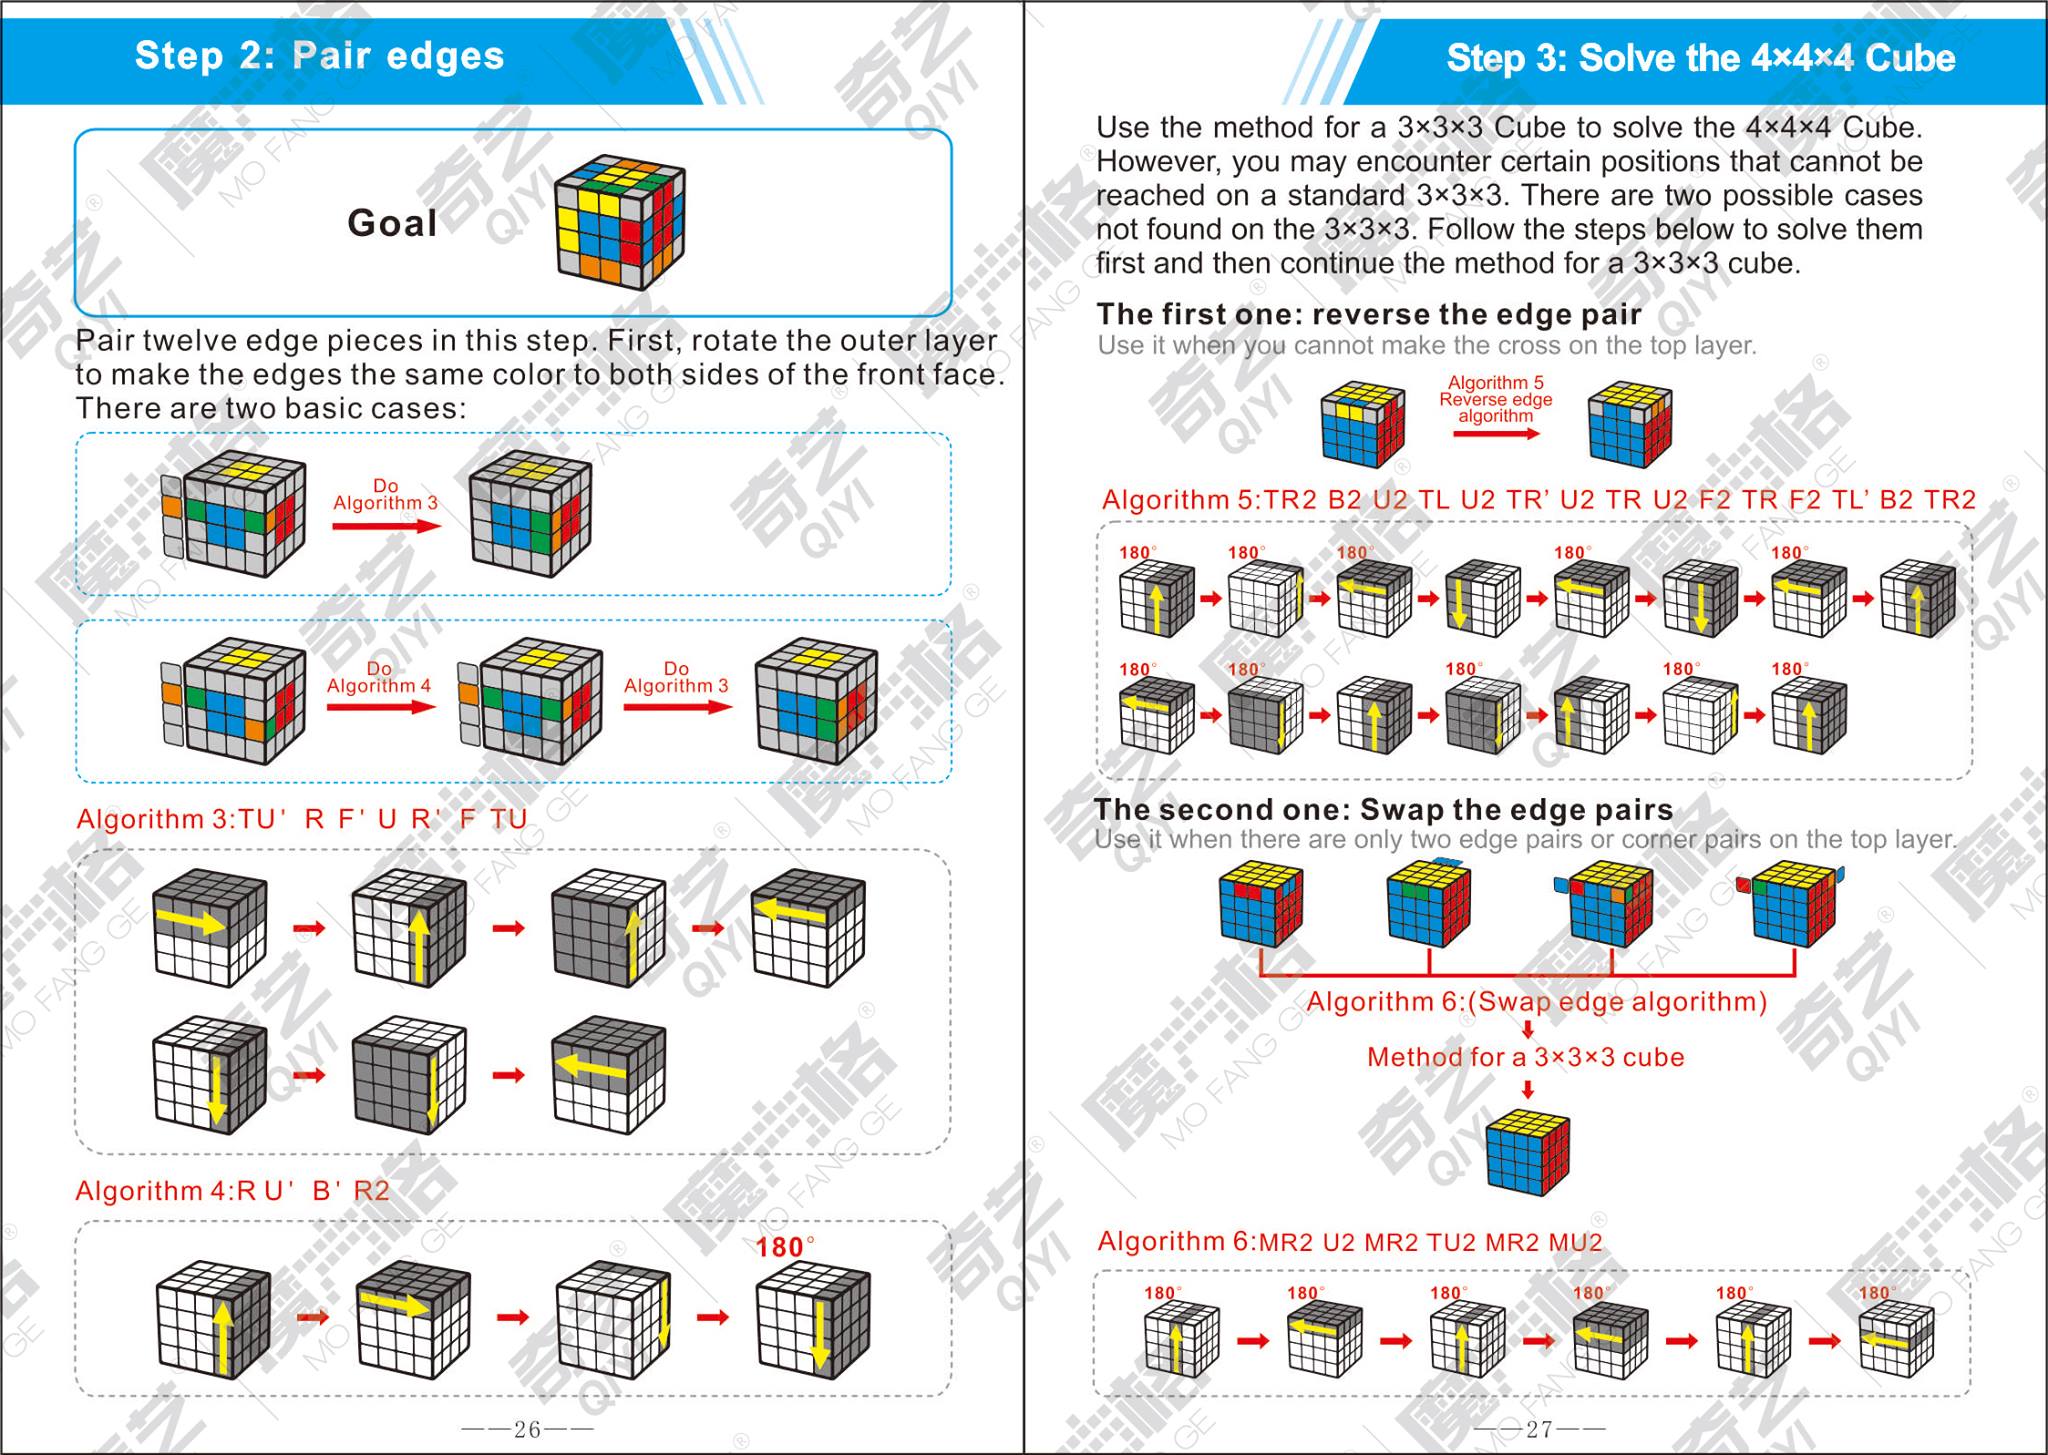 Step 2: Pair edges
Goal
Pair twelve edge pieces in this step. First, rotate the outer layer
to make the edges the same color to both sides of the front face.
There are two basic cases:
Do
Algorithm 3
Do
Algorithm 4
Do
Algorithm 3
Algorithm 3:TU' R F' U R' F TU
Algorithm 4:R U' B' R2
180°
——26——
Step 3: Solve the 4×4×4 Cube
Use the method for a 3×3×3 Cube to solve the 4×4×4 Cube.
However, you may encounter certain positions that cannot be
reached on a standard 3×3×3. There are two possible cases
not found on the 3×3×3. Follow the steps below to solve them
first and then continue the method for a 3×3×3 cube.
The first one: reverse the edge pair
Use it when you cannot make the cross on the top layer.
Algorithm 5
Reverse edge
algorithm
Algorithm 5:TR2 B2 U2 TL U2 TR' U2 TR U2 F2 TR F2 TL' B2 TR2
180° 180° 180° 180° 180°
180° 180° 180° 180° 180°
The second one: Swap the edge pairs
Use it when there are only two edge pairs or corner pairs on the top layer.
Algorithm 6:(Swap edge algorithm)
Method for a 3×3×3 cube
Algorithm 6:MR2 U2 MR2 TU2 MR2 MU2
180° 180° 180° 180° 180° 180°
——27——
奇艺® QIYI
魔方格® MO FANG GE